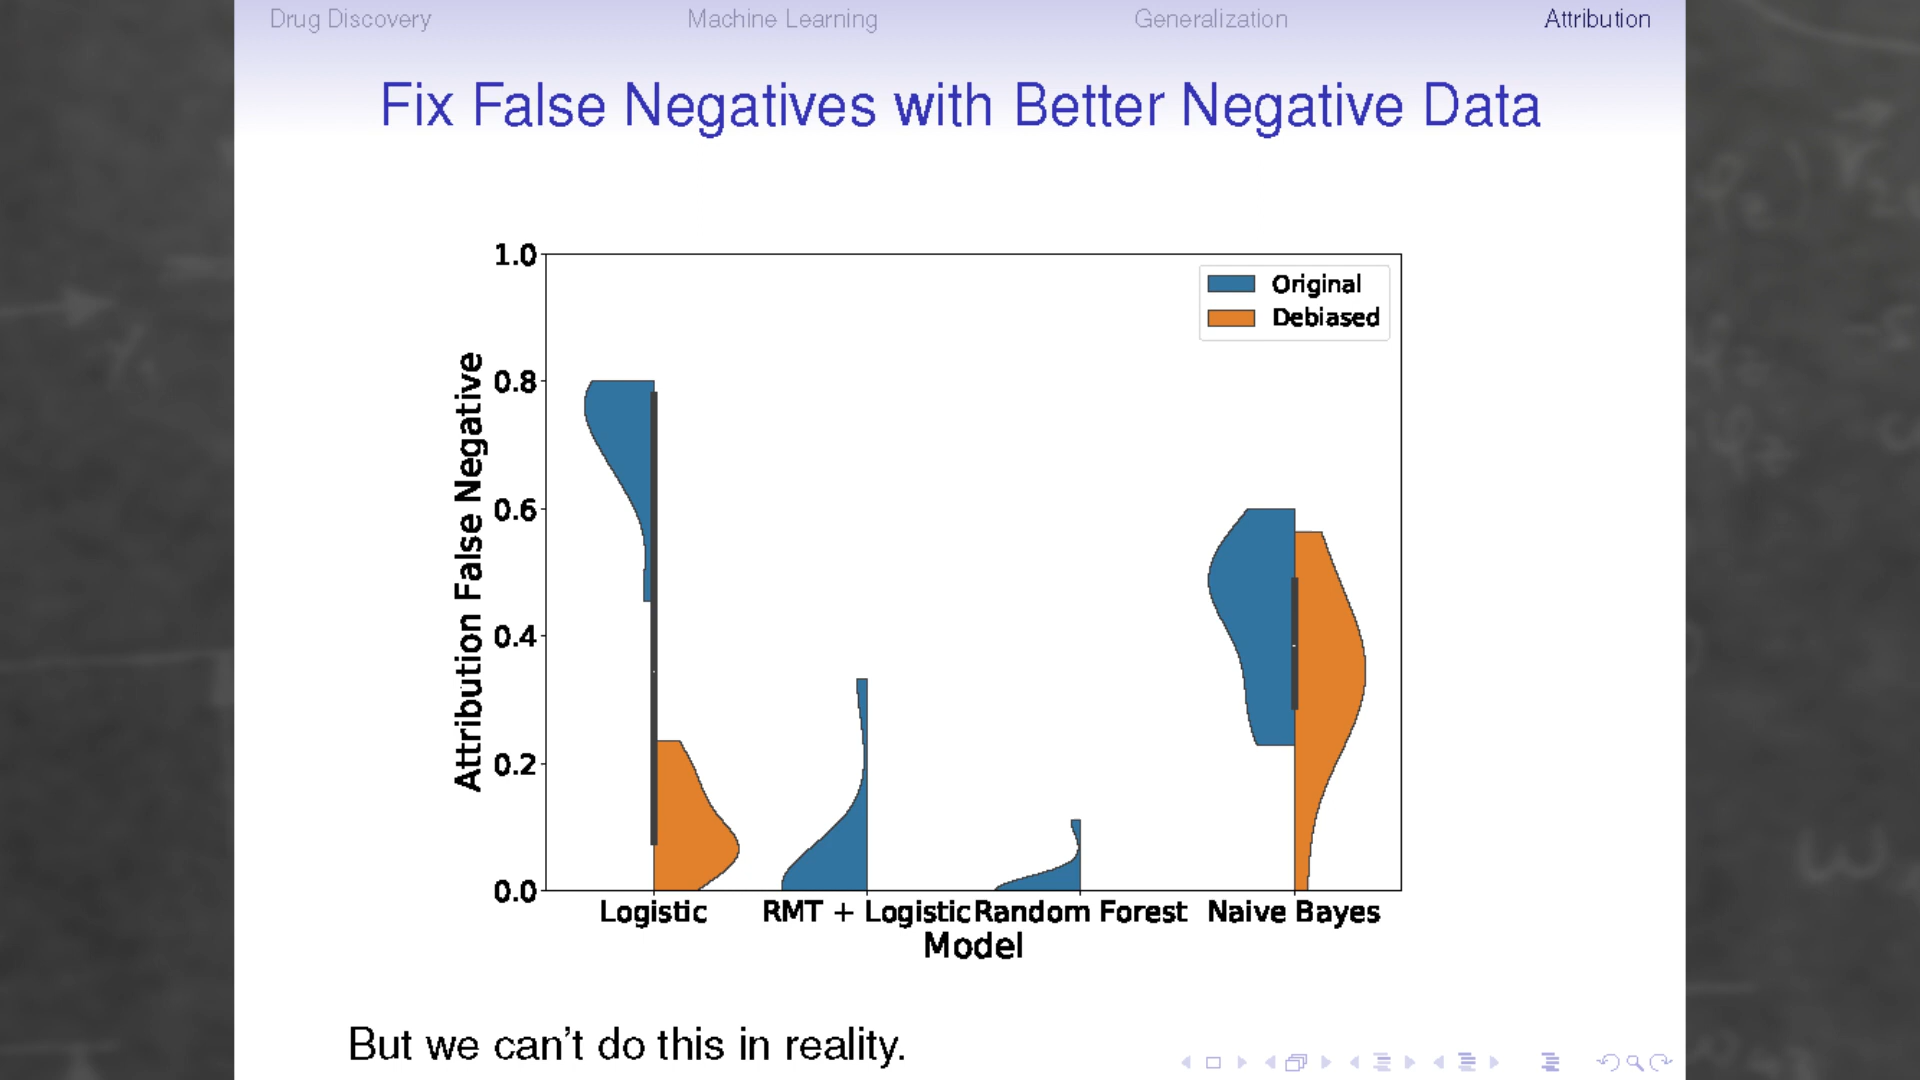 Drug Discovery Machine Learning Generalization Attribution
Fix False Negatives with Better Negative Data
1.0
Original
Debiased
0.8
0.6
0.4
0.2
0.0
Attribution False Negative
Logistic RMT + Logistic Random Forest Naive Bayes
Model
But we can't do this in reality.